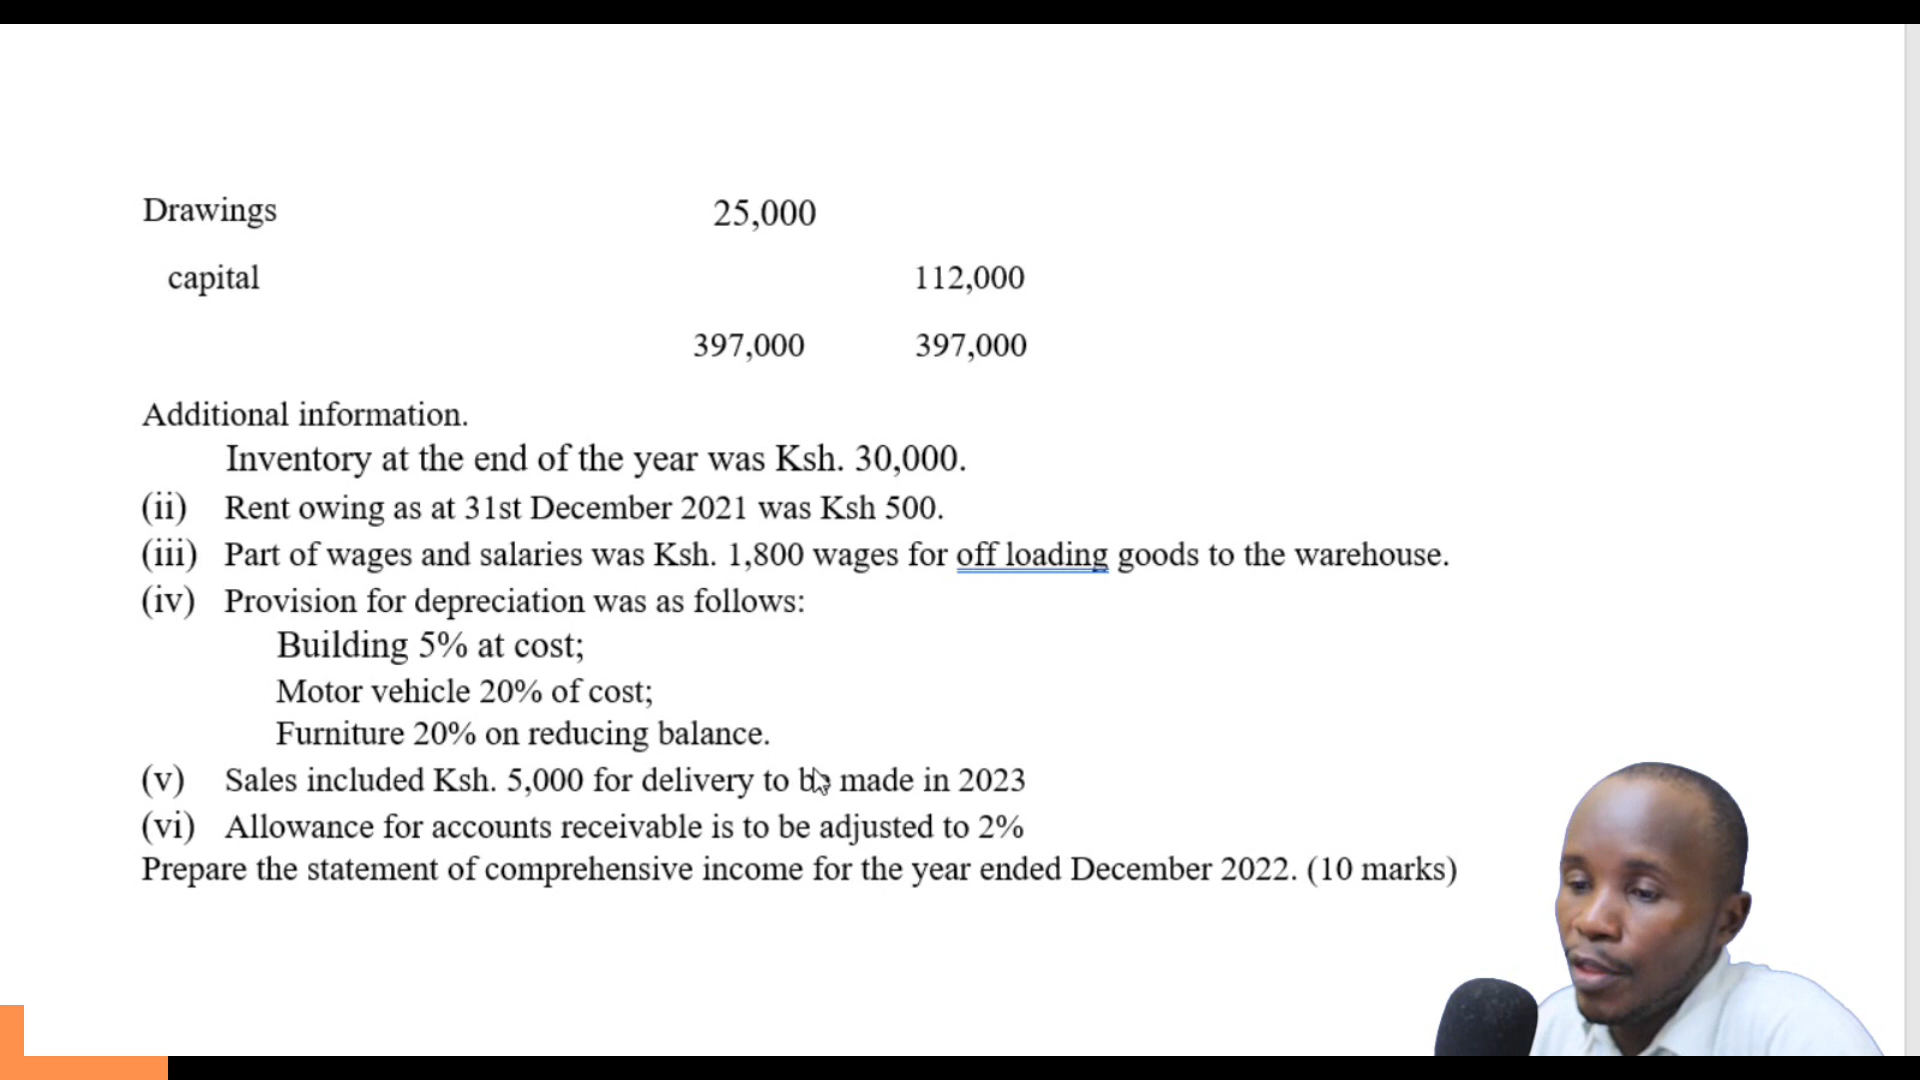 Drawings 25,000
capital 112,000
397,000 397,000
Additional information.
Inventory at the end of the year was Ksh. 30,000.
(ii) Rent owing as at 31st December 2021 was Ksh 500.
(iii) Part of wages and salaries was Ksh. 1,800 wages for off loading goods to the warehouse.
(iv) Provision for depreciation was as follows:
Building 5% at cost;
Motor vehicle 20% of cost;
Furniture 20% on reducing balance.
(v) Sales included Ksh. 5,000 for delivery to be made in 2023
(vi) Allowance for accounts receivable is to be adjusted to 2%
Prepare the statement of comprehensive income for the year ended December 2022. (10 marks)